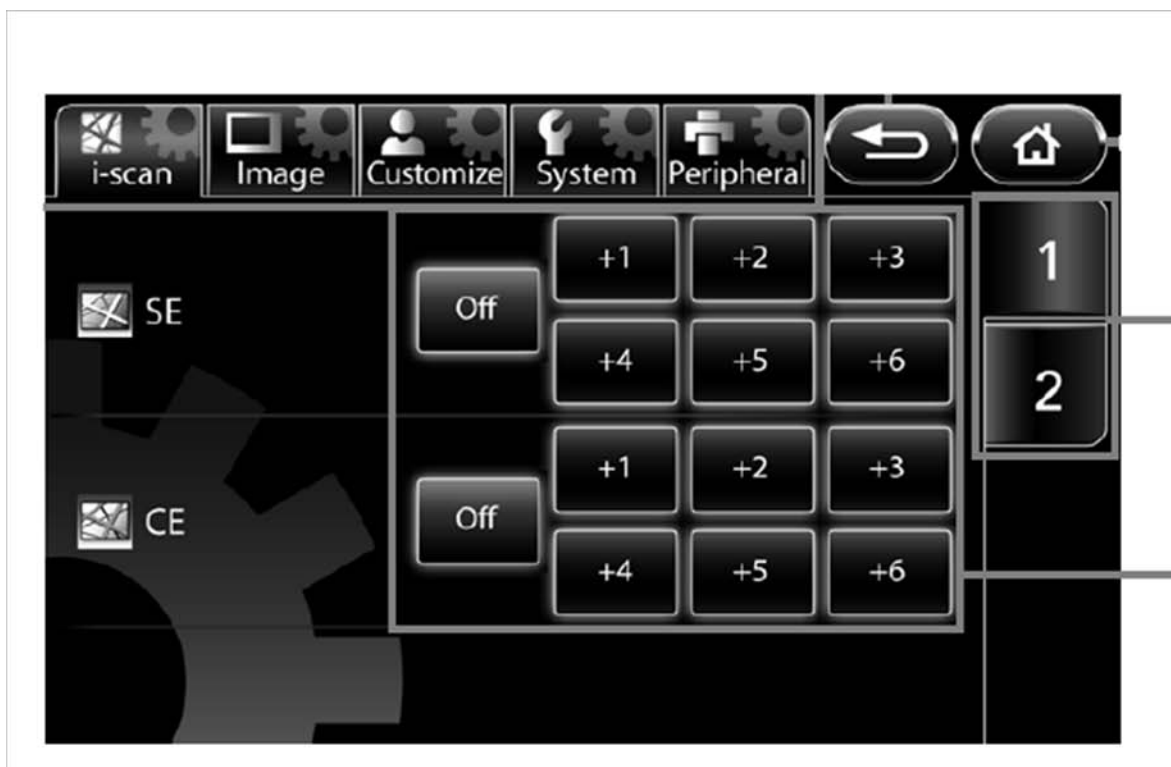 i-scan Image Customize System Peripheral
+1 +2 +3 1
SE Off
+4 +5 +6 2
+1 +2 +3
CE Off
+4 +5 +6